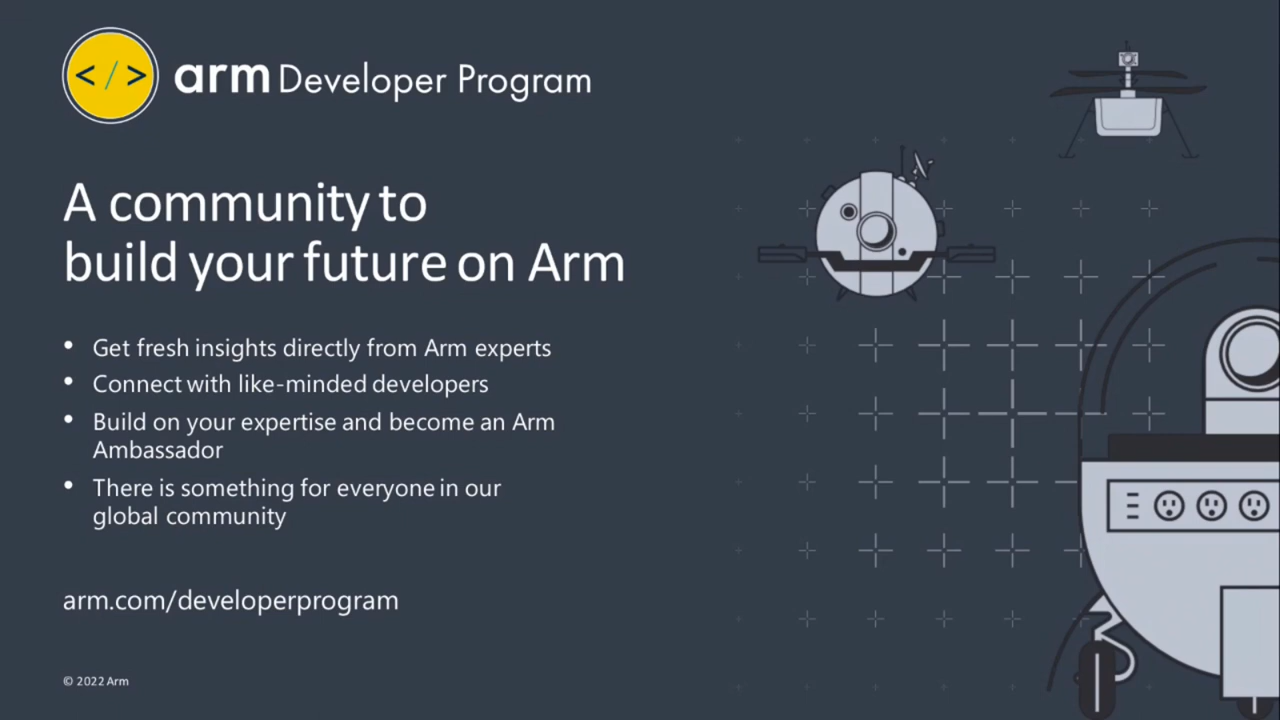 </> arm Developer Program
A community to
build your future on Arm
• Get fresh insights directly from Arm experts
• Connect with like-minded developers
• Build on your expertise and become an Arm
Ambassador
• There is something for everyone in our
global community
arm.com/developerprogram
© 2022 Arm